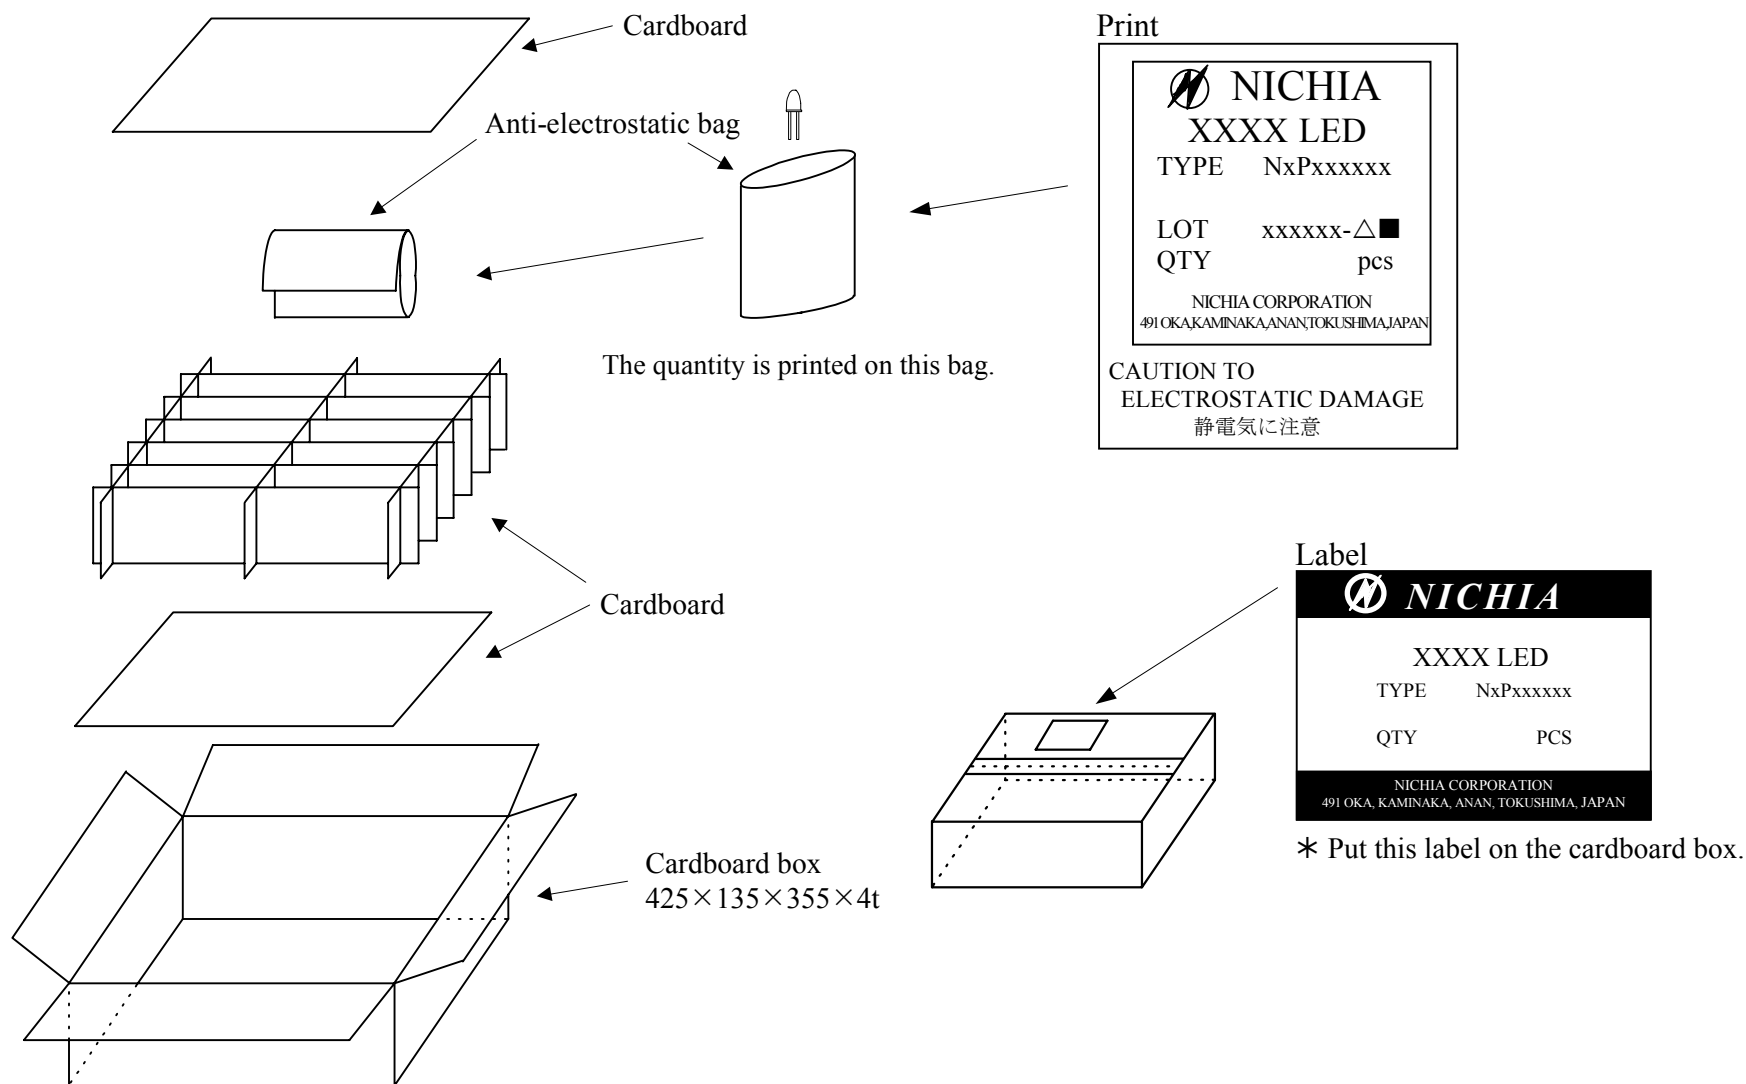 Cardboard
Anti-electrostatic bag
The quantity is printed on this bag.
Print
NICHIA
XXXX LED
TYPE NxPxxxxxx
LOT xxxxxx-△■
QTY pcs
NICHIA CORPORATION
491 OKA,KAMINAKA,ANAN,TOKUSHIMA,JAPAN
CAUTION TO
ELECTROSTATIC DAMAGE
静電気に注意
Cardboard
Cardboard box
425×135×355×4t
Label
NICHIA
XXXX LED
TYPE NxPxxxxxx
QTY PCS
NICHIA CORPORATION
491 OKA, KAMINAKA, ANAN, TOKUSHIMA, JAPAN
＊ Put this label on the cardboard box.